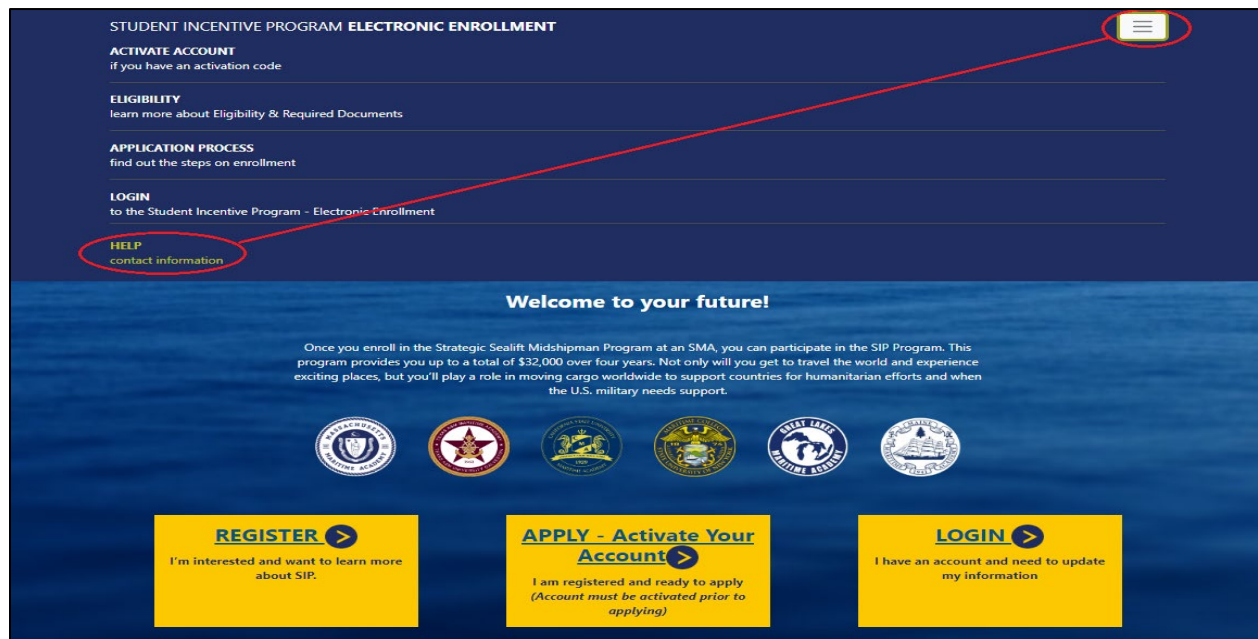 STUDENT INCENTIVE PROGRAM ELECTRONIC ENROLLMENT
ACTIVATE ACCOUNT
if you have an activation code
ELIGIBILITY
learn more about Eligibility & Required Documents
APPLICATION PROCESS
find out the steps on enrollment
LOGIN
to the Student Incentive Program - Electronic Enrollment
HELP
contact information
Welcome to your future!
Once you enroll in the Strategic Sealift Midshipman Program at an SMA, you can participate in the SIP Program. This
program provides you up to a total of $32,000 over four years. Not only will you get to travel the world and experience
exciting places, but you'll play a role in moving cargo worldwide to support countries for humanitarian efforts and when
the U.S. military needs support.
MASSACHUSETTS
MARITIME ACADEMY
MARITIME COLLEGE
GREAT LAKES
MARITIME ACADEMY
REGISTER
I'm interested and want to learn more
about SIP.
APPLY - Activate Your
Account
I am registered and ready to apply
(Account must be activated prior to
applying)
LOGIN
I have an account and need to update
my information